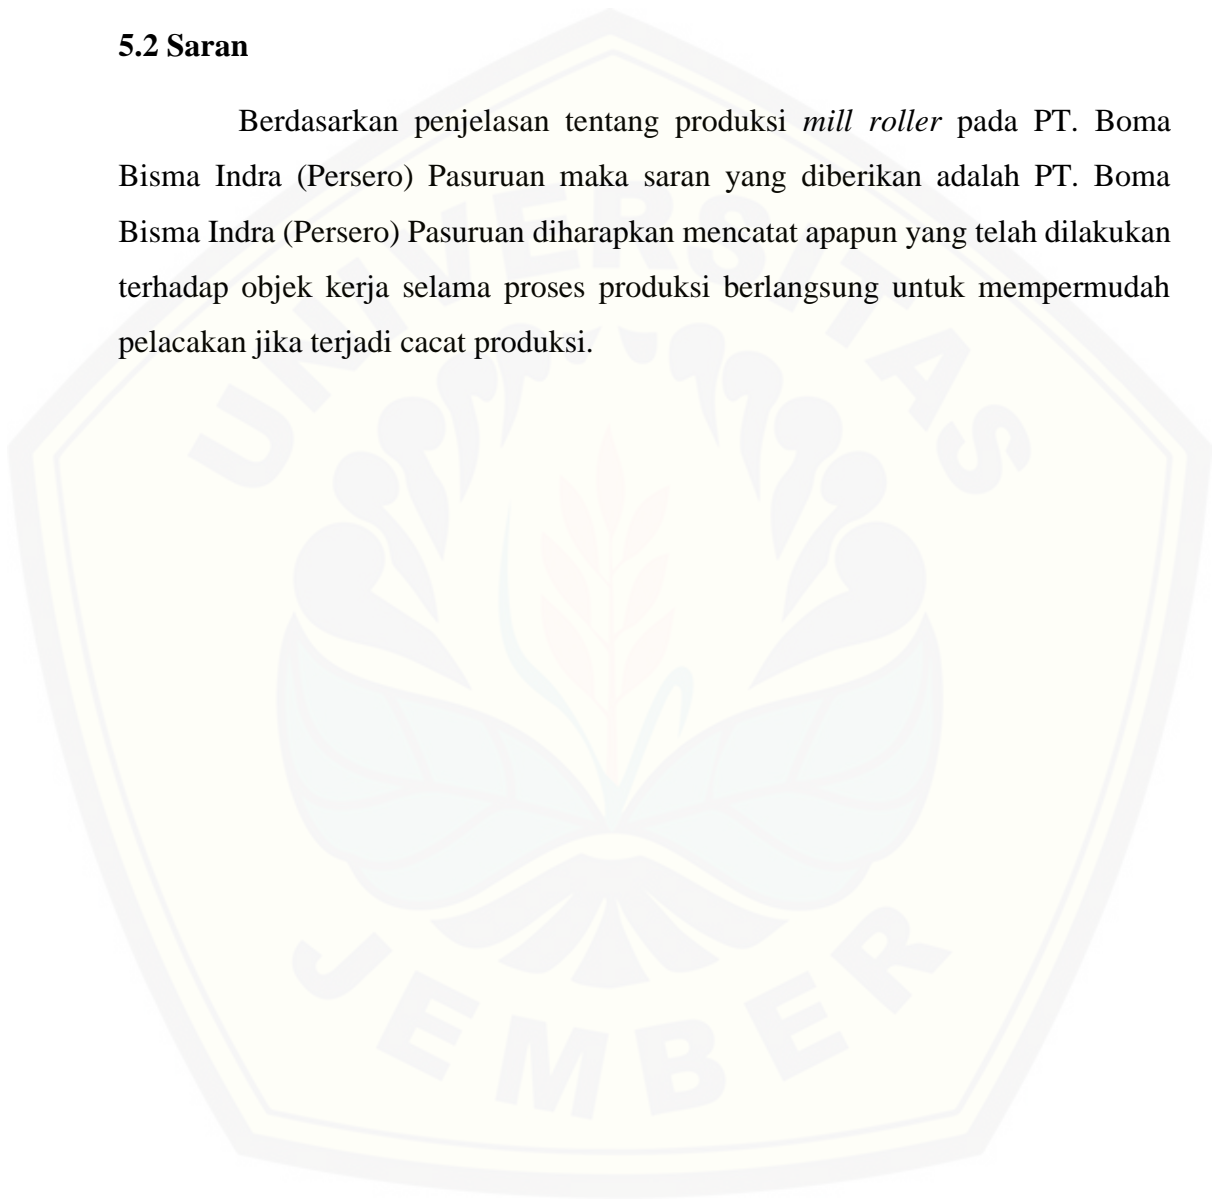 5.2 Saran
Berdasarkan penjelasan tentang produksi mill roller pada PT. Boma
Bisma Indra (Persero) Pasuruan maka saran yang diberikan adalah PT. Boma
Bisma Indra (Persero) Pasuruan diharapkan mencatat apapun yang telah dilakukan
terhadap objek kerja selama proses produksi berlangsung untuk mempermudah
pelacakan jika terjadi cacat produksi.
UNIVERSITAS
JEMBER